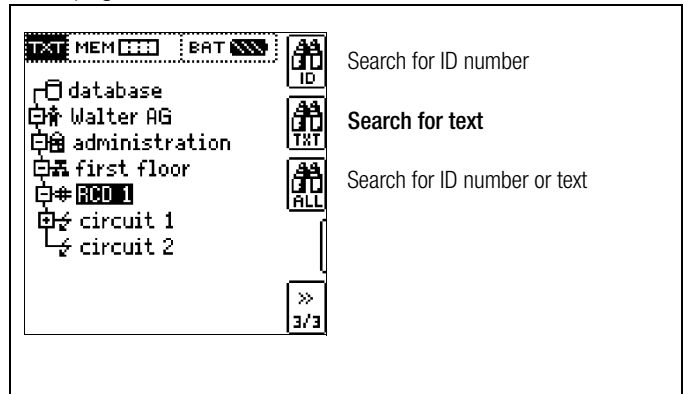 TXT MEM BAT
ID
Search for ID number
database
Walter AG
TXT
Search for text
administration
first floor
ALL
Search for ID number or text
RCD 1
circuit 1
circuit 2
>>
3/3